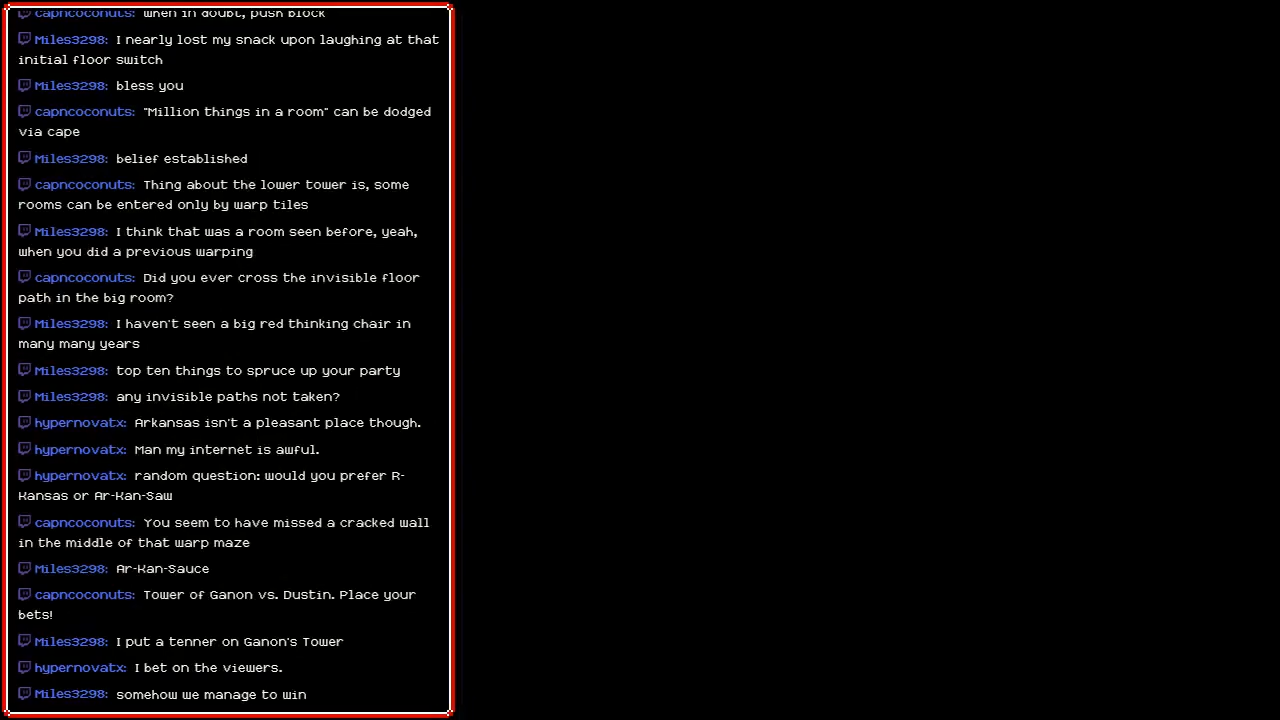 capncoconuts: when in doubt, push block
Miles3298: I nearly lost my snack upon laughing at that
initial floor switch
Miles3298: bless you
capncoconuts: "Million things in a room" can be dodged
via cape
Miles3298: belief established
capncoconuts: Thing about the lower tower is, some
rooms can be entered only by warp tiles
Miles3298: I think that was a room seen before, yeah,
when you did a previous warping
capncoconuts: Did you ever cross the invisible floor
path in the big room?
Miles3298: I haven't seen a big red thinking chair in
many many years
Miles3298: top ten things to spruce up your party
Miles3298: any invisible paths not taken?
hypernovatx: Arkansas isn't a pleasant place though.
hypernovatx: Man my internet is awful.
hypernovatx: random question: would you prefer R-
Kansas or Ar-Kan-Saw
capncoconuts: You seem to have missed a cracked wall
in the middle of that warp maze
Miles3298: Ar-Kan-Sauce
capncoconuts: Tower of Ganon vs. Dustin. Place your
bets!
Miles3298: I put a tenner on Ganon's Tower
hypernovatx: I bet on the viewers.
Miles3298: somehow we manage to win